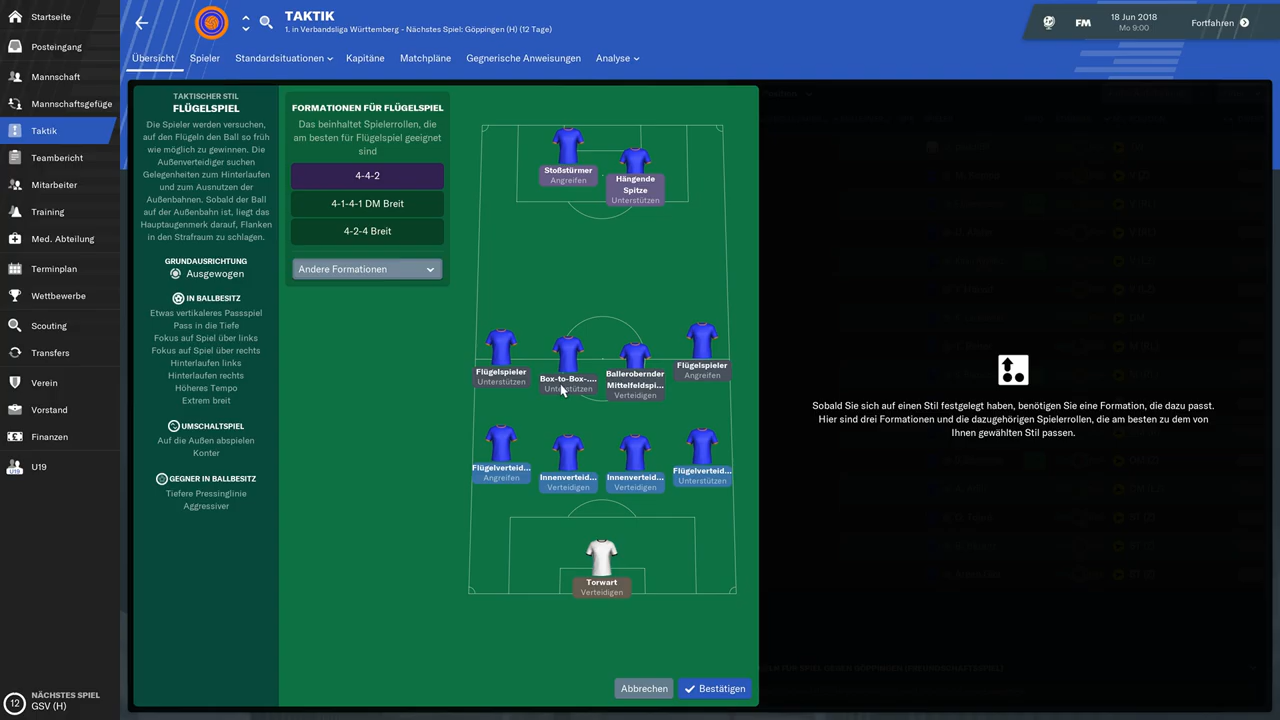 Startseite
Posteingang
Mannschaft
Mannschaftsgefüge
Taktik
Teambericht
Mitarbeiter
Training
Med. Abteilung
Terminplan
Wettbewerbe
Scouting
Transfers
Verein
Vorstand
Finanzen
U19
U19
12
NÄCHSTES SPIEL
GSV (H)
TAKTIK
1. in Verbandsliga Württemberg - Nächstes Spiel: Göppingen (H) (12 Tage)
FM
18 Jun 2018
Mo 9:00
Fortfahren
Übersicht
Spieler
Standardsituationen
Kapitäne
Matchpläne
Gegnerische Anweisungen
Analyse
TAKTISCHER STIL
FLÜGELSPIEL
Die Spieler werden versuchen,
auf den Flügeln den Ball so früh
wie möglich zu gewinnen. Die
Außenverteidiger suchen
Gelegenheiten zum Hinterlaufen
und zum Ausnutzen der
Außenbahnen. Sobald der Ball
auf der Außenbahn ist, liegt das
Hauptaugenmerk darauf, Flanken
in den Strafraum zu schlagen.
GRUNDAUSRICHTUNG
Ausgewogen
IN BALLBESITZ
Etwas vertikaleres Passspiel
Pass in die Tiefe
Fokus auf Spiel über links
Fokus auf Spiel über rechts
Hinterlaufen links
Hinterlaufen rechts
Höheres Tempo
Extrem breit
UMSCHALTSPIEL
Auf die Außen abspielen
Konter
GEGNER IN BALLBESITZ
Tiefere Pressinglinie
Aggressiver
FORMATIONEN FÜR FLÜGELSPIEL
Das beinhaltet Spielerrollen, die
am besten für Flügelspiel geeignet
sind
4-4-2
4-1-4-1 DM Breit
4-2-4 Breit
Andere Formationen
Stoßstürmer
Angreifen
Hängende
Spitze
Unterstützen
Flügelspieler
Unterstützen
Box-to-Box-....
Unterstützen
Ballerobernder
Mittelfeldspi...
Verteidigen
Flügelspieler
Angreifen
Flügelverteid...
Angreifen
Innenverteid...
Verteidigen
Innenverteid...
Verteidigen
Flügelverteid...
Unterstützen
Torwart
Verteidigen
Abbrechen
Bestätigen
Sobald Sie sich auf einen Stil festgelegt haben, benötigen Sie eine Formation, die dazu passt.
Hier sind drei Formationen und die dazugehörigen Spielerrollen, die am besten zu dem von
Ihnen gewählten Stil passen.